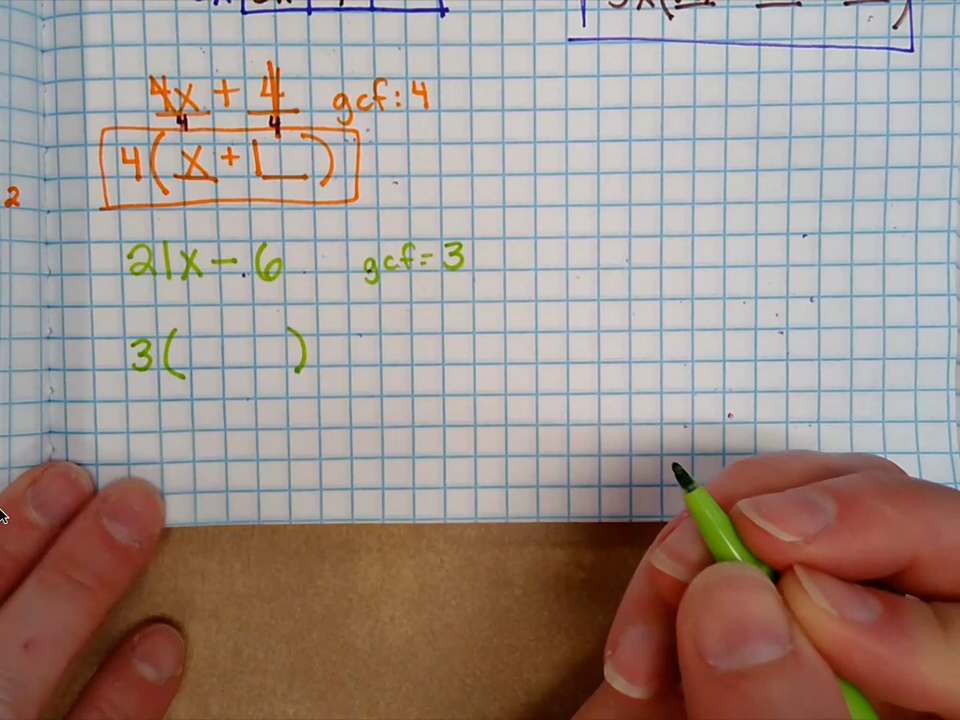 4x + 4 gcf: 4
4 4
4( x + 1 )
2
21x - 6 gcf = 3
3( )